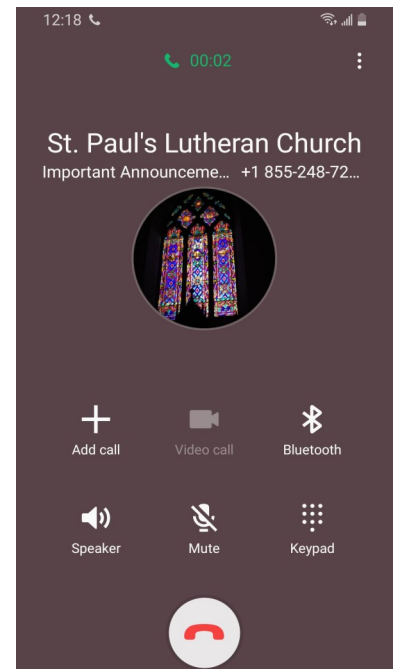 12:18
00:02
St. Paul's Lutheran Church
Important Announceme... +1 855-248-72...
Add call Video call Bluetooth
Speaker Mute Keypad